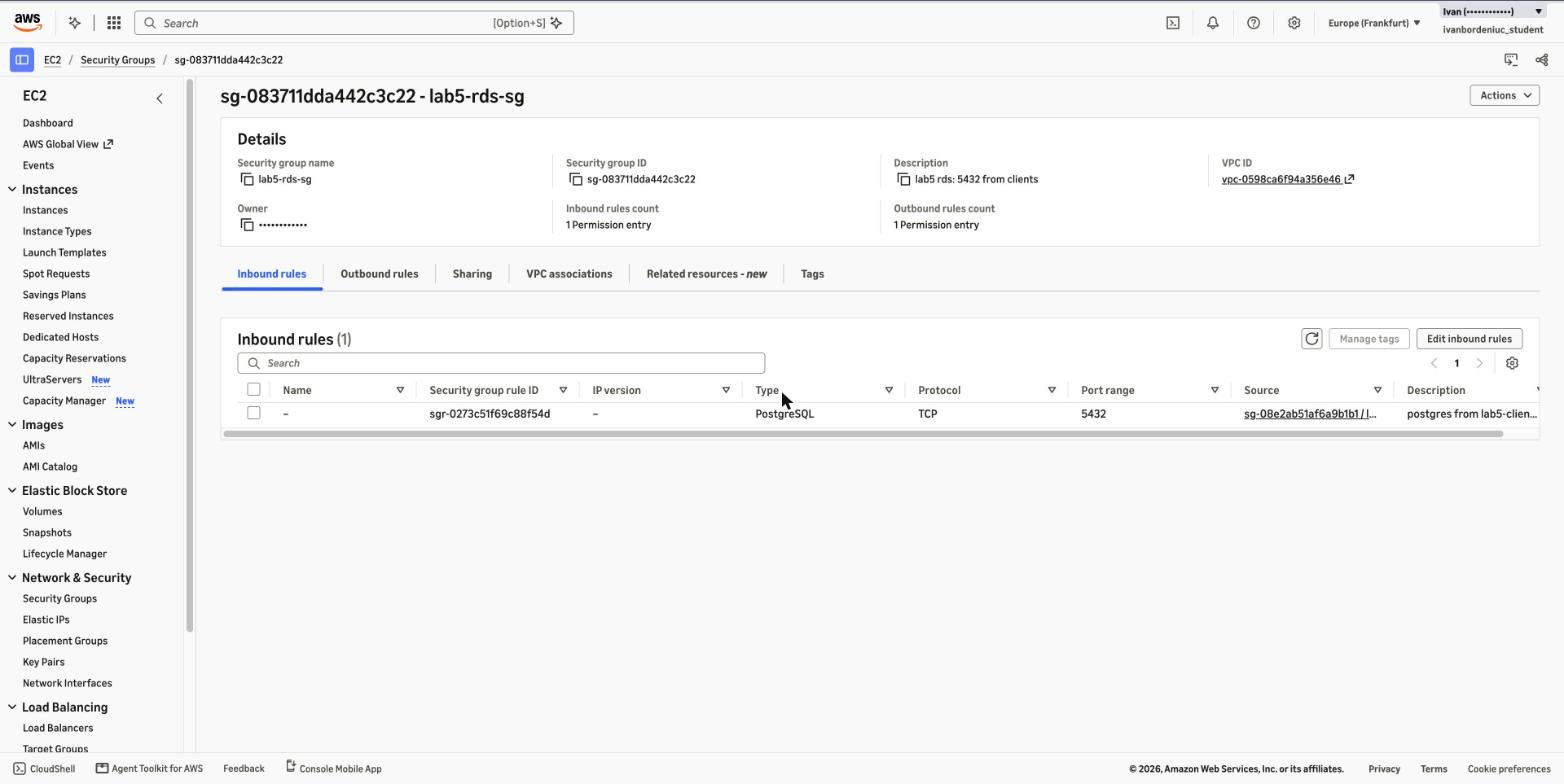 aws
Search [Option+S]
Europe (Frankfurt)
Ivan (••••••••••••)
ivanbordeniuc_student
EC2 / Security Groups / sg-083711dda442c3c22
EC2
Dashboard
AWS Global View
Events
Instances
Instances
Instance Types
Launch Templates
Spot Requests
Savings Plans
Reserved Instances
Dedicated Hosts
Capacity Reservations
UltraServers New
Capacity Manager New
Images
AMIs
AMI Catalog
Elastic Block Store
Volumes
Snapshots
Lifecycle Manager
Network & Security
Security Groups
Elastic IPs
Placement Groups
Key Pairs
Network Interfaces
Load Balancing
Load Balancers
Target Groups
sg-083711dda442c3c22 - lab5-rds-sg
Actions
Details
Security group name
lab5-rds-sg
Security group ID
sg-083711dda442c3c22
Description
lab5 rds: 5432 from clients
VPC ID
vpc-0598ca6f94a356e46
Owner
••••••••••••
Inbound rules count
1 Permission entry
Outbound rules count
1 Permission entry
Inbound rules Outbound rules Sharing VPC associations Related resources - new Tags
Inbound rules (1)
Manage tags Edit inbound rules
Search
1
Name Security group rule ID IP version Type Protocol Port range Source Description
– sgr-0273c51f69c88f54d – PostgreSQL TCP 5432 sg-08e2ab51af6a9b1b1 / l... postgres from lab5-clien...
CloudShell Agent Toolkit for AWS Feedback Console Mobile App
© 2026, Amazon Web Services, Inc. or its affiliates. Privacy Terms Cookie preferences